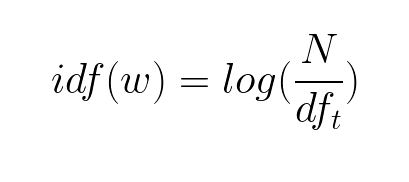 idf(w) = log(N/df_t)